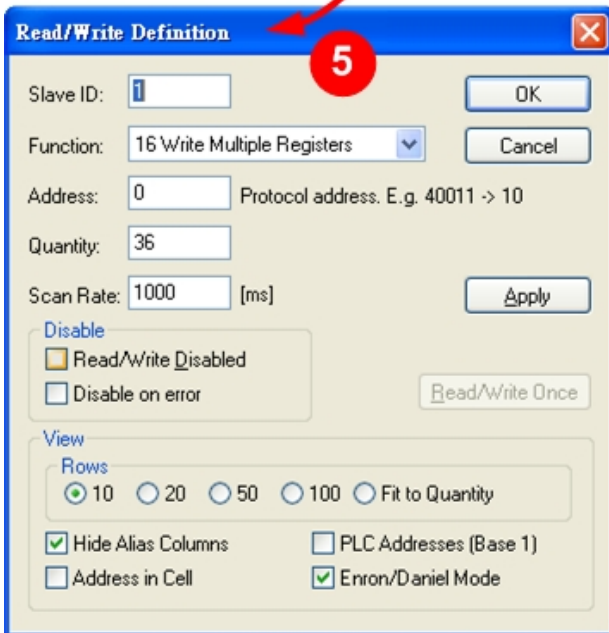 Read/Write Definition
5
Slave ID: 1
OK
Function: 16 Write Multiple Registers
Cancel
Address: 0 Protocol address. E.g. 40011 -> 10
Quantity: 36
Scan Rate: 1000 [ms]
Apply
Disable
Read/Write Disabled
Disable on error
Read/Write Once
View
Rows
10 20 50 100 Fit to Quantity
Hide Alias Columns PLC Addresses (Base 1)
Address in Cell Enron/Daniel Mode